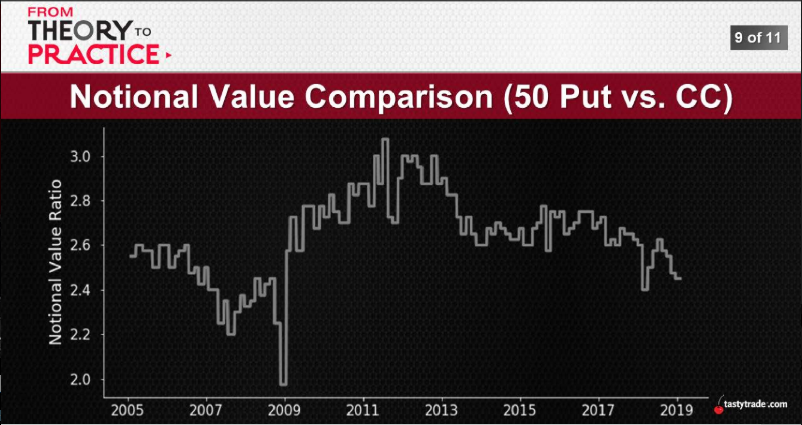 FROM
THEORY TO
PRACTICE
9 of 11
Notional Value Comparison (50 Put vs. CC)
Notional Value Ratio
3.0
2.8
2.6
2.4
2.2
2.0
2005 2007 2009 2011 2013 2015 2017 2019
tastytrade.com